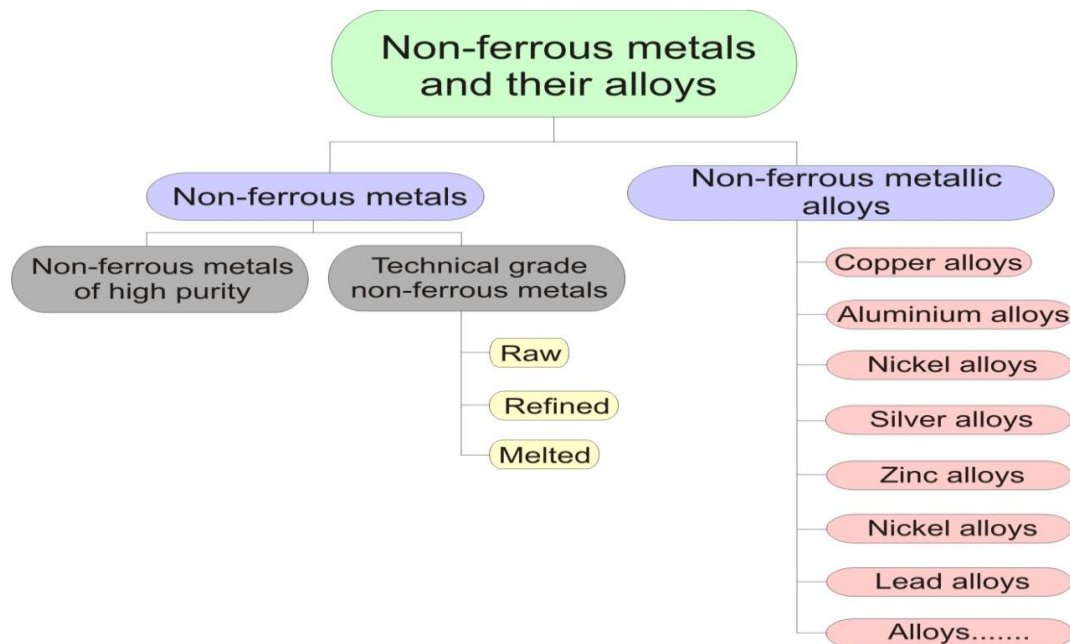 Non-ferrous metals
and their alloys
Non-ferrous metals
Non-ferrous metals
of high purity
Technical grade
non-ferrous metals
Raw
Refined
Melted
Non-ferrous metallic
alloys
Copper alloys
Aluminium alloys
Nickel alloys
Silver alloys
Zinc alloys
Nickel alloys
Lead alloys
Alloys.......